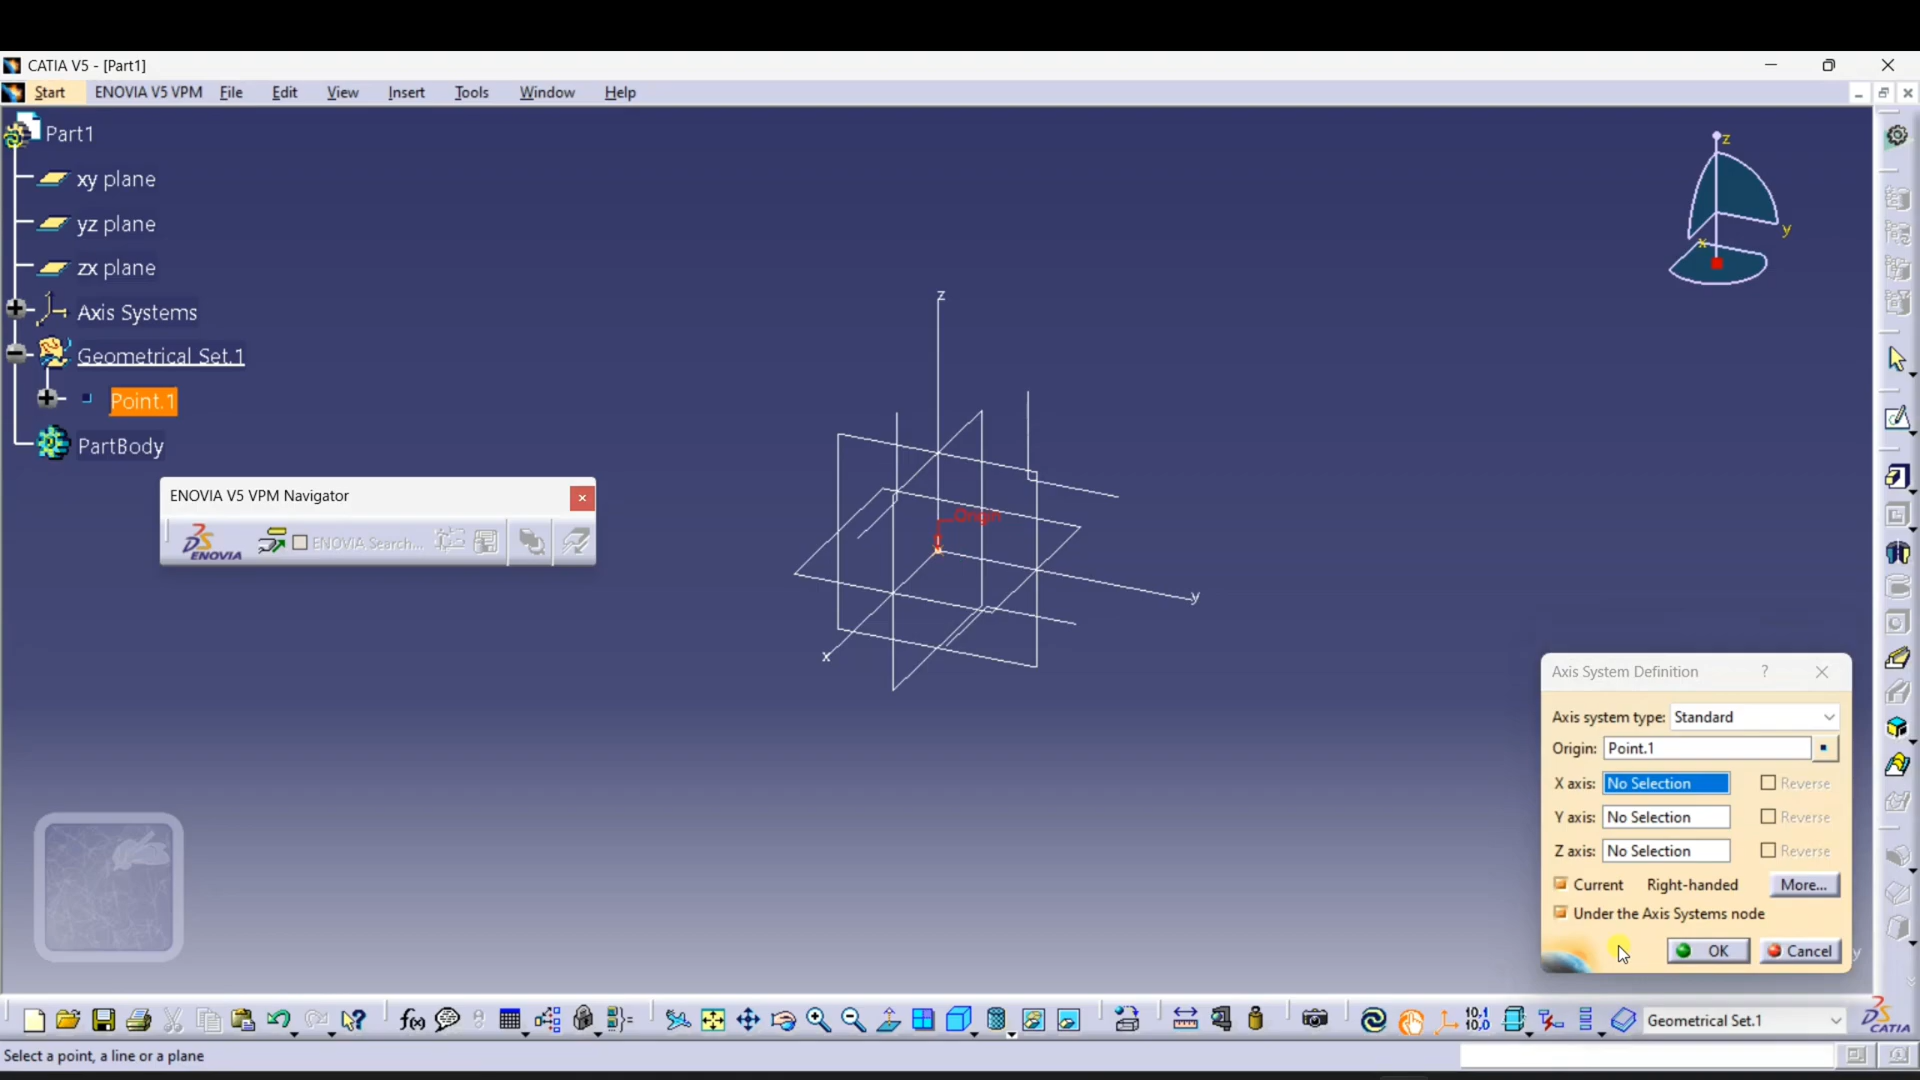 CATIA V5 - [Part1]
Start ENOVIA V5 VPM File Edit View Insert Tools Window Help
Part1
xy plane
yz plane
zx plane
Axis Systems
Geometrical Set.1
Point.1
PartBody
z
y
x
z
Origin
y
x
ENOVIA V5 VPM Navigator
ENOVIA
ENOVIA Search...
Axis System Definition ?
Axis system type: Standard
Origin: Point.1
X axis: No Selection Reverse
Y axis: No Selection Reverse
Z axis: No Selection Reverse
Current Right-handed More...
Under the Axis Systems node
OK Cancel
y
f(x)
10.1
10.0
Geometrical Set.1
CATIA
Select a point, a line or a plane